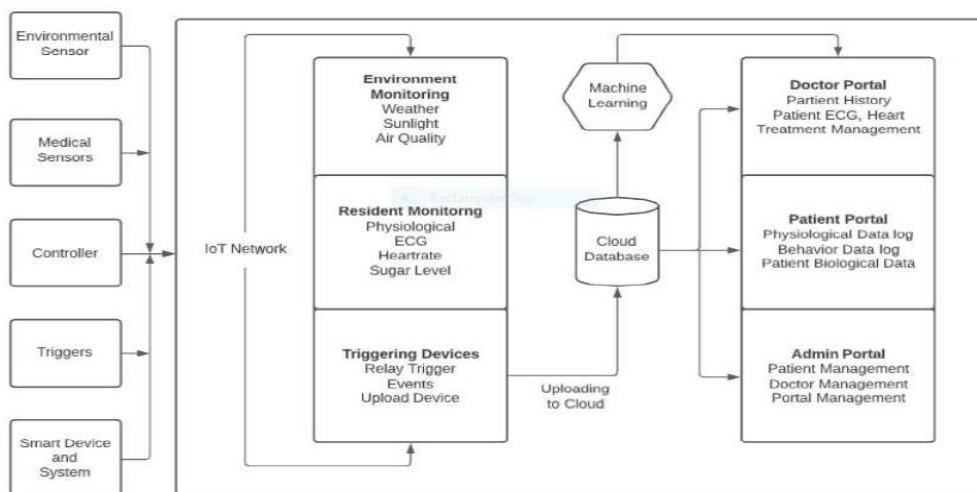 Environmental
Sensor
Medical
Sensors
Controller
Triggers
Smart Device
and
System
IoT Network
Environment
Monitoring
Weather
Sunlight
Air Quality
Rectangular Snip
Resident Monitorng
Physiological
ECG
Heartrate
Sugar Level
Triggering Devices
Relay Trigger
Events
Upload Device
Uploading
to Cloud
Machine
Learning
Cloud
Database
Doctor Portal
Partient History
Patient ECG, Heart
Treatment Management
Patient Portal
Physiological Data log
Behavior Data log
Patient Biological Data
Admin Portal
Patient Management
Doctor Management
Portal Management